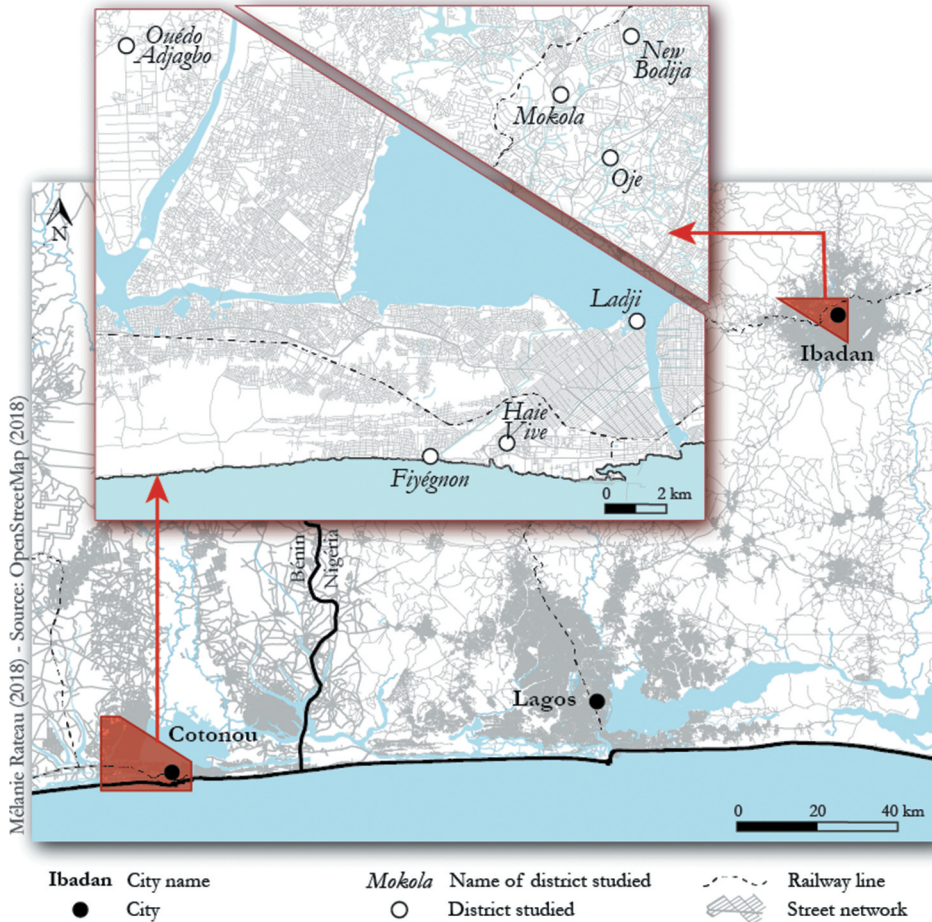 Ouédo
Adjagbo
New
Bodija
Mokola
Oje
N
Ladji
Ibadan
Haie
Vive
Fiyégnon
0 2 km
Bénin
Nigéria
Lagos
Cotonou
0 20 40 km
Mélanie Rateau (2018) - Source: OpenStreetMap (2018)
Ibadan City name Mokola Name of district studied Railway line
City District studied Street network